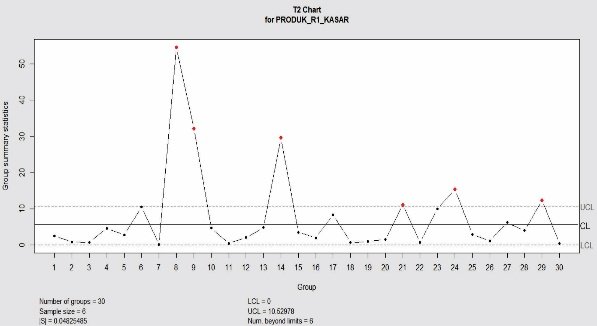 T2 Chart
for PRODUK_R1_KASAR
Group summary statistics
50
40
30
20
10
0
UCL
CL
LCL
1 2 3 4 5 6 7 8 9 10 11 12 13 14 15 16 17 18 19 20 21 22 23 24 25 26 27 28 29 30
Group
Number of groups = 30
Sample size = 6
|S| = 0.04825485
LCL = 0
UCL = 10.52978
Num. beyond limits = 6